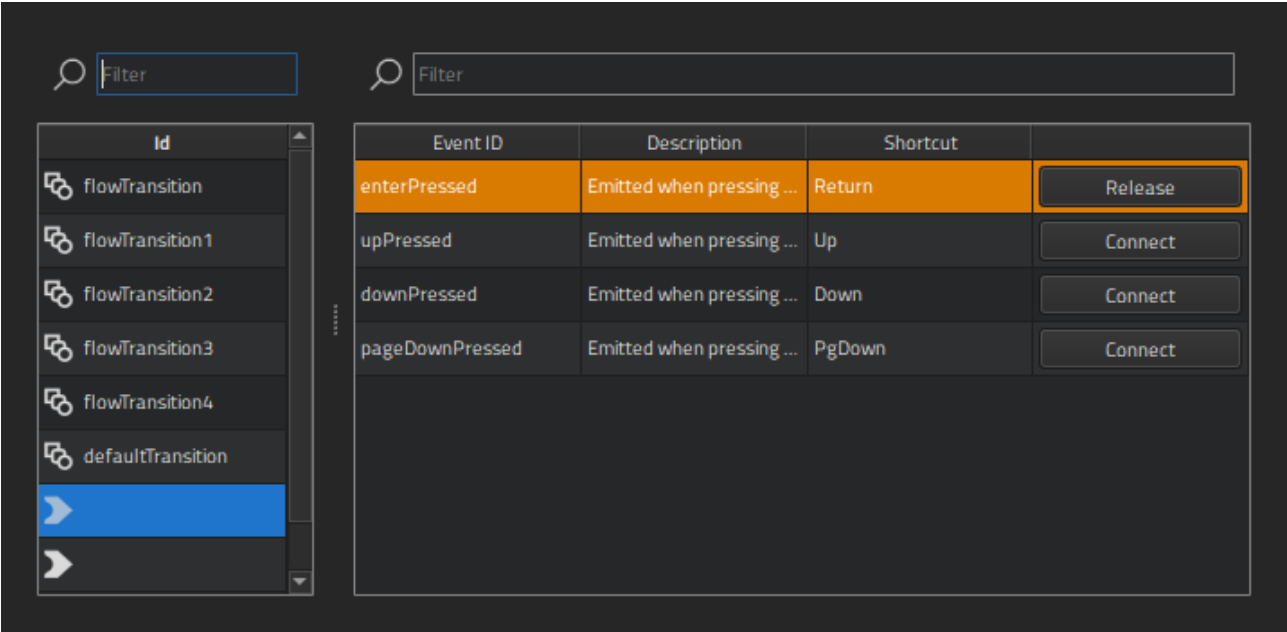 Filter
Filter
Id
flowTransition
flowTransition1
flowTransition2
flowTransition3
flowTransition4
defaultTransition
Event ID Description Shortcut
enterPressed Emitted when pressing ... Return Release
upPressed Emitted when pressing ... Up Connect
downPressed Emitted when pressing ... Down Connect
pageDownPressed Emitted when pressing ... PgDown Connect